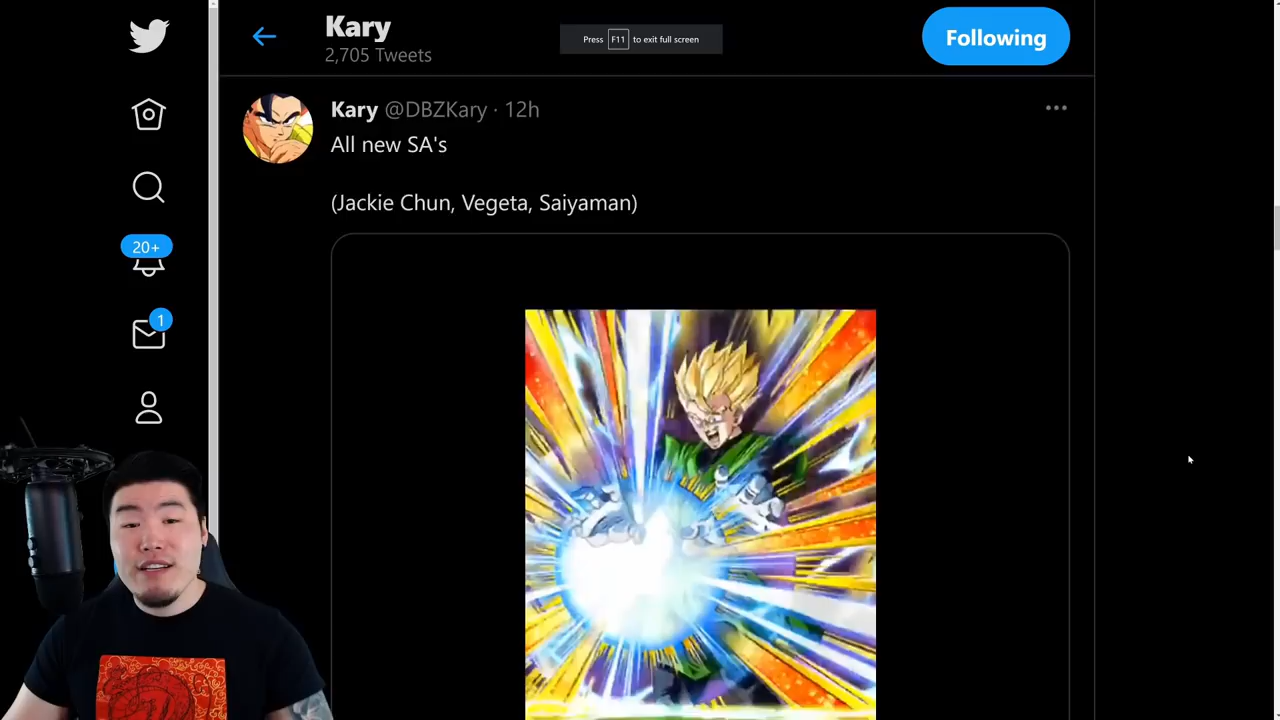 Kary
2,705 Tweets
Press F11 to exit full screen
Following
Kary @DBZKary · 12h
All new SA's
(Jackie Chun, Vegeta, Saiyaman)
20+
1